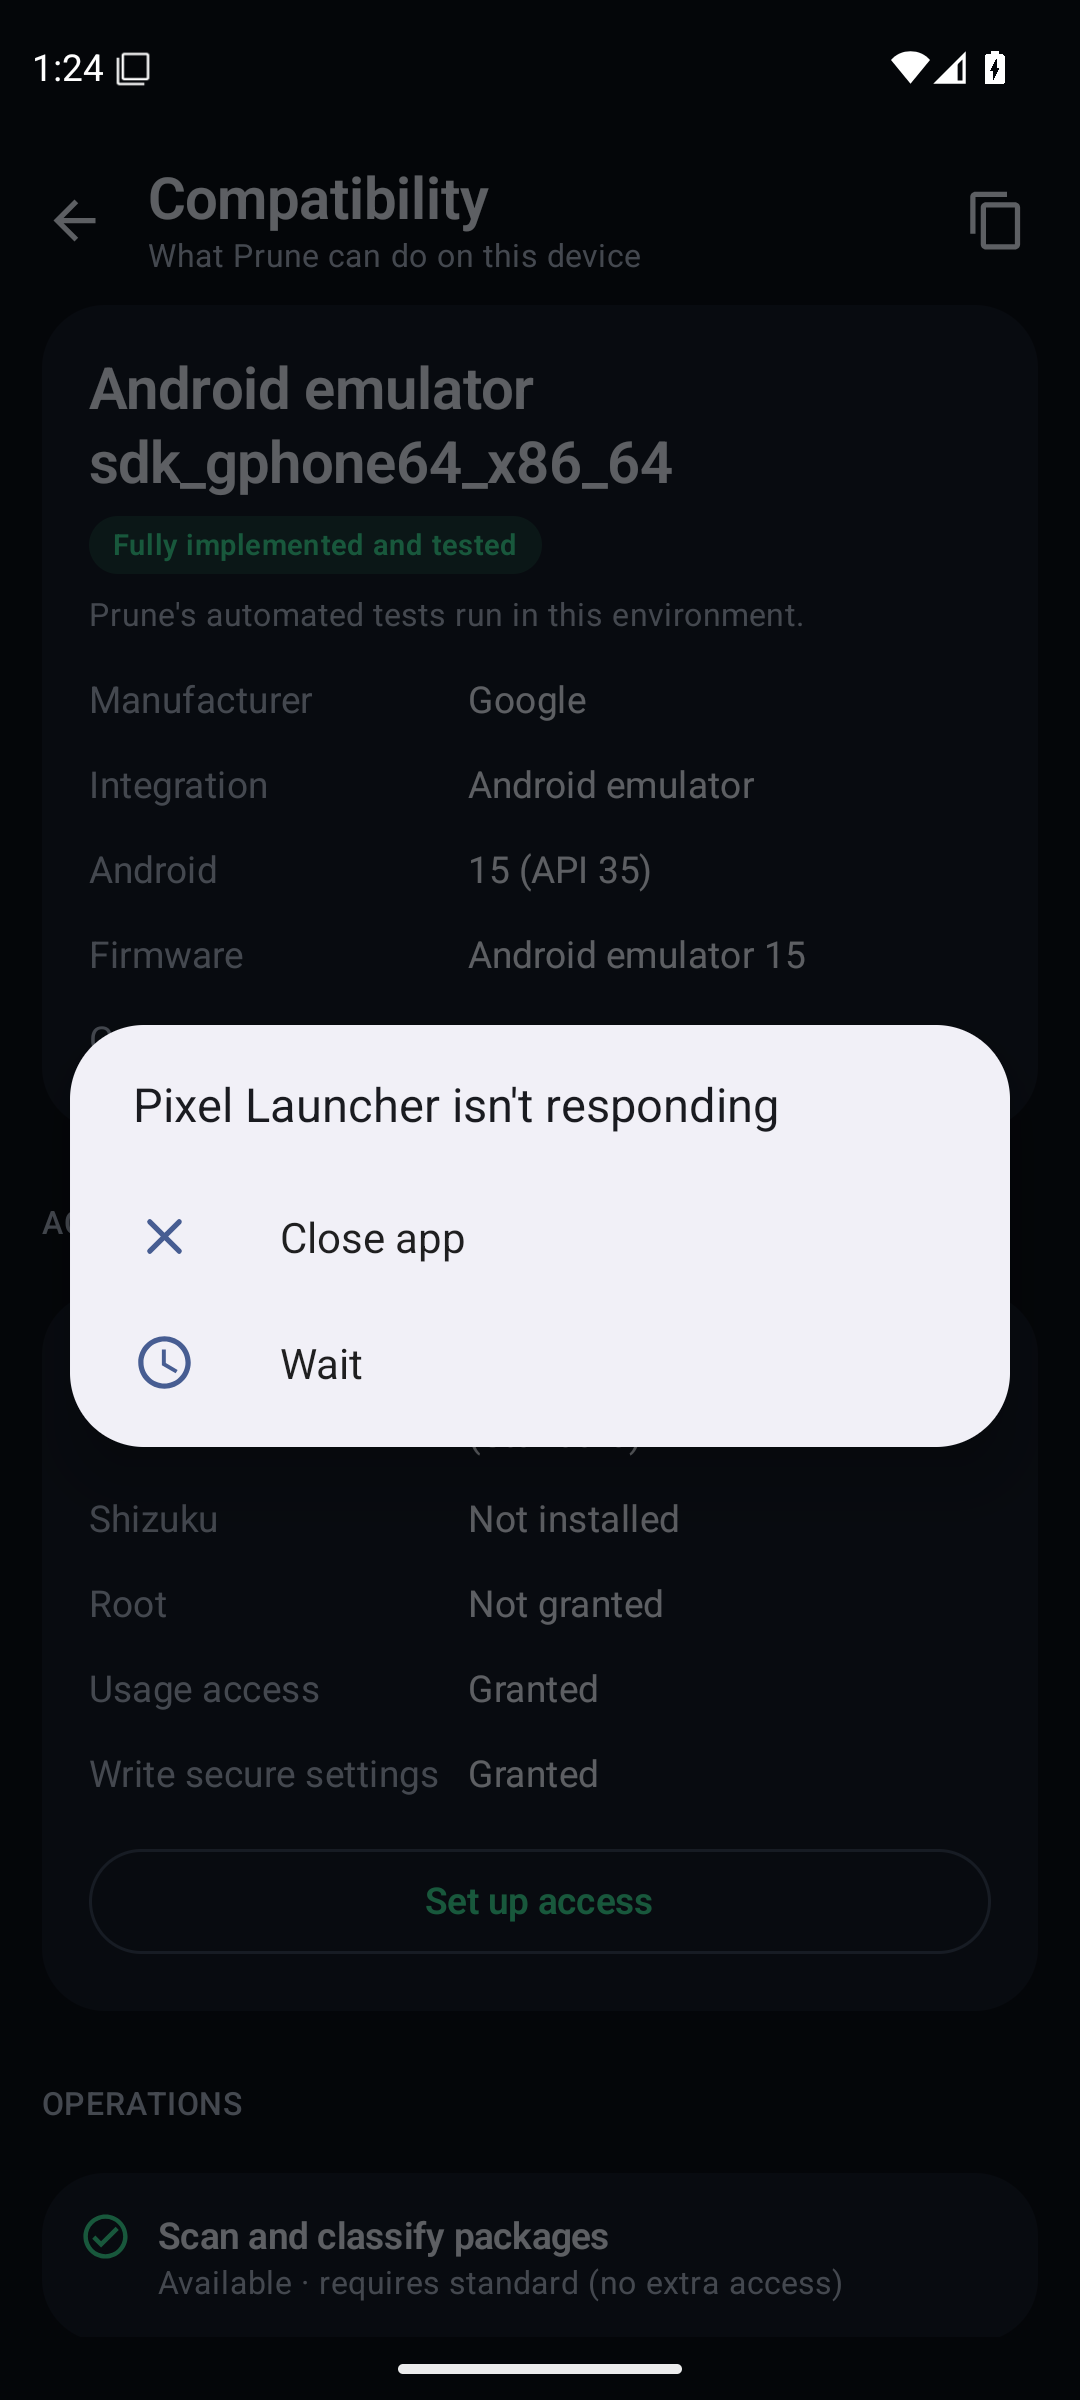 1:24
Compatibility
What Prune can do on this device
Android emulator
sdk_gphone64_x86_64
Fully implemented and tested
Prune's automated tests run in this environment.
Manufacturer Google
Integration Android emulator
Android 15 (API 35)
Firmware Android emulator 15
Pixel Launcher isn't responding
Close app
Wait
Shizuku Not installed
Root Not granted
Usage access Granted
Write secure settings Granted
Set up access
OPERATIONS
Scan and classify packages
Available · requires standard (no extra access)